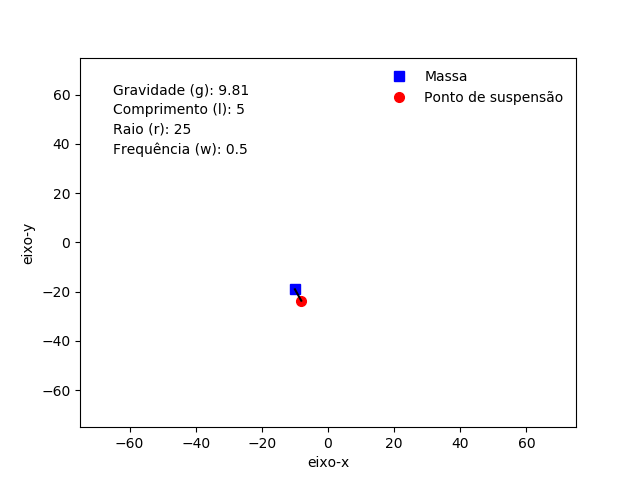 Gravidade (g): 9.81
Comprimento (l): 5
Raio (r): 25
Frequência (w): 0.5
Massa
Ponto de suspensão
60
40
20
0
−20
−40
−60
eixo-y
−60 −40 −20 0 20 40 60
eixo-x